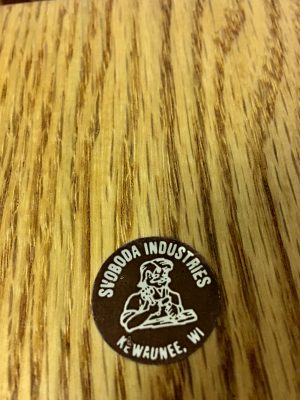 SVOBODA INDUSTRIES
KEWAUNEE, WI